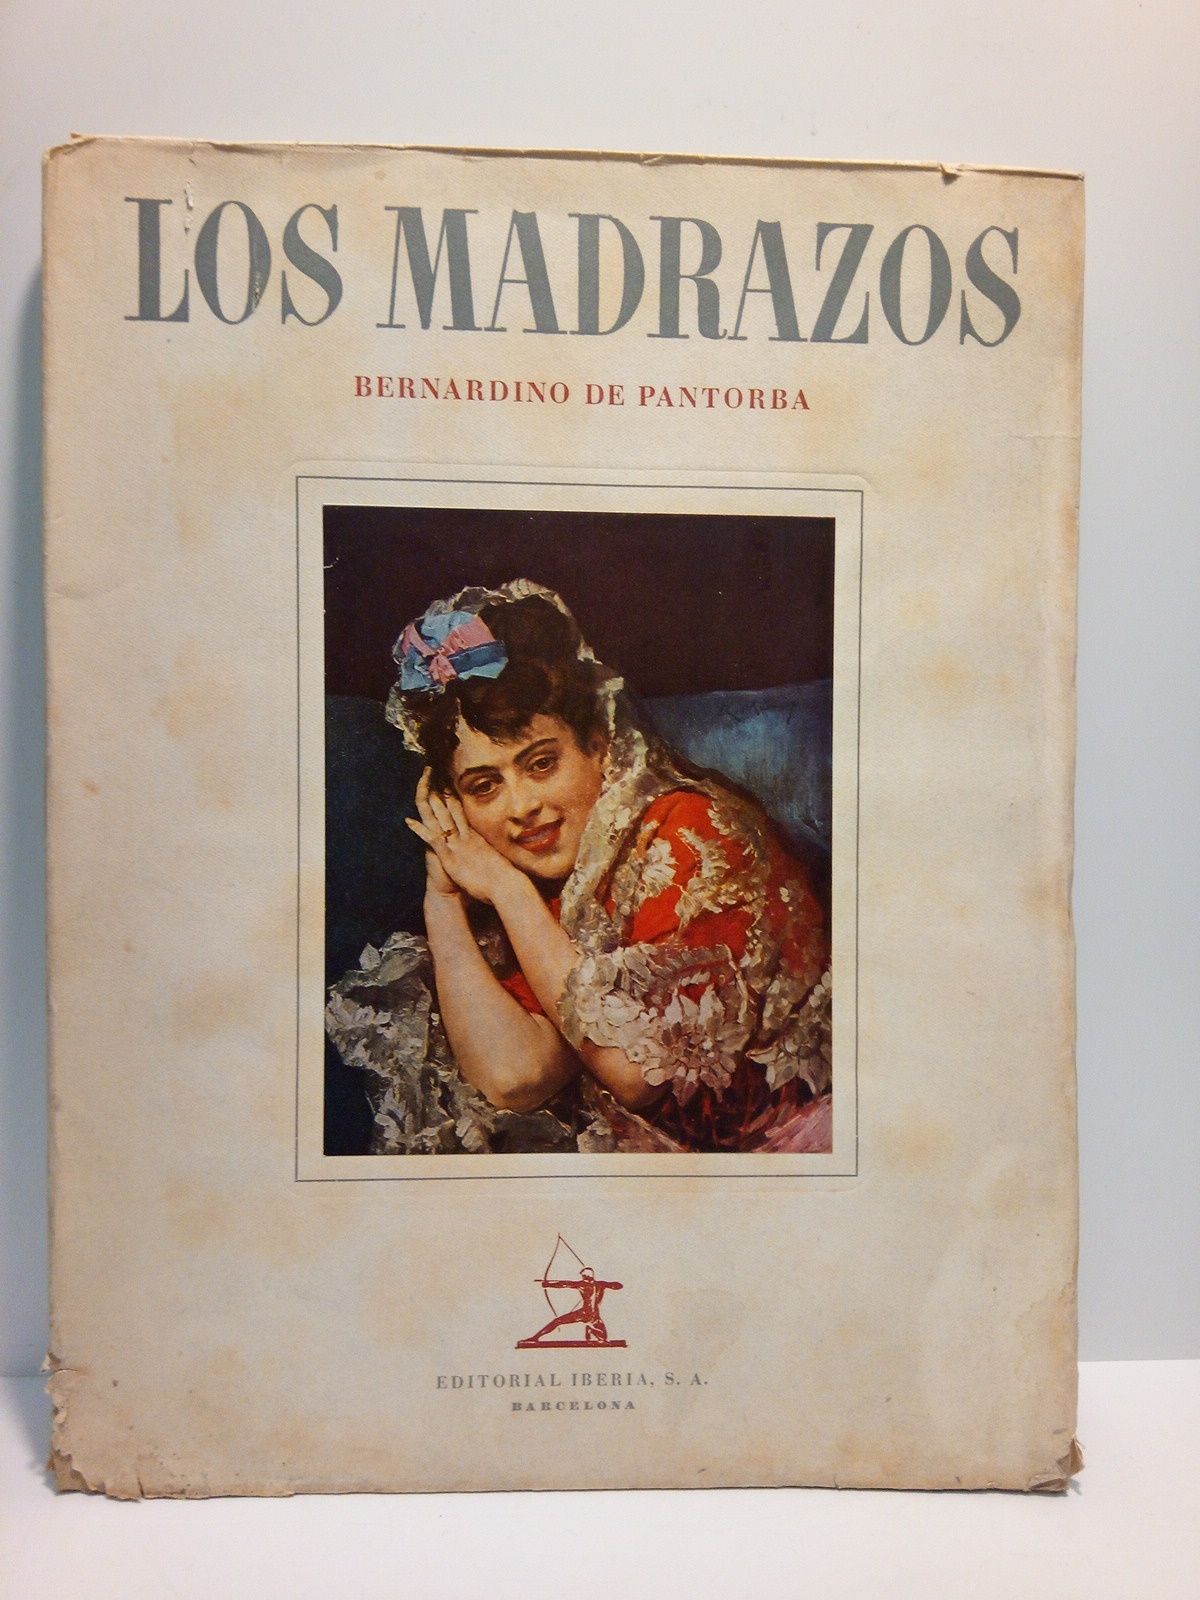 LOS MADRAZOS
BERNARDINO DE PANTORBA
EDITORIAL IBERIA, S. A.
BARCELONA